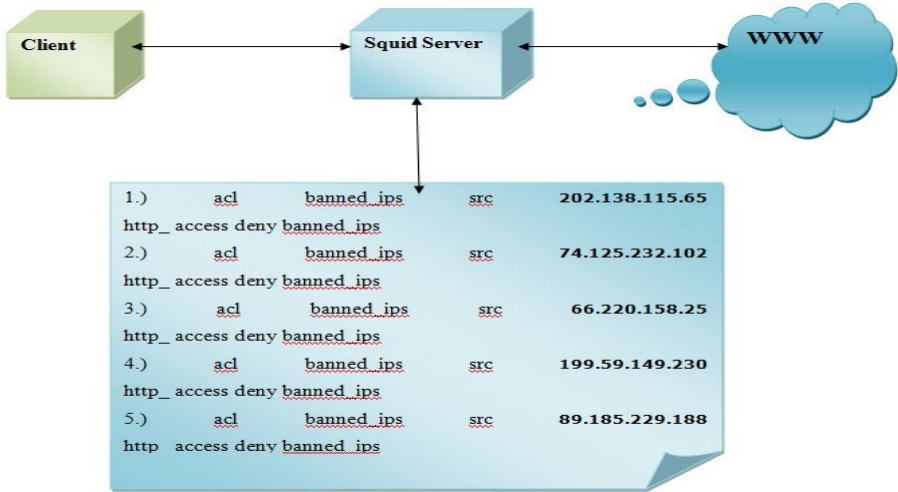 Client
Squid Server
WWW
1.) acl banned_ips src 202.138.115.65
http_ access deny banned_ips
2.) acl banned_ips src 74.125.232.102
http_ access deny banned_ips
3.) acl banned_ips src 66.220.158.25
http_ access deny banned_ips
4.) acl banned_ips src 199.59.149.230
http_ access deny banned_ips
5.) acl banned_ips src 89.185.229.188
http_ access deny banned_ips